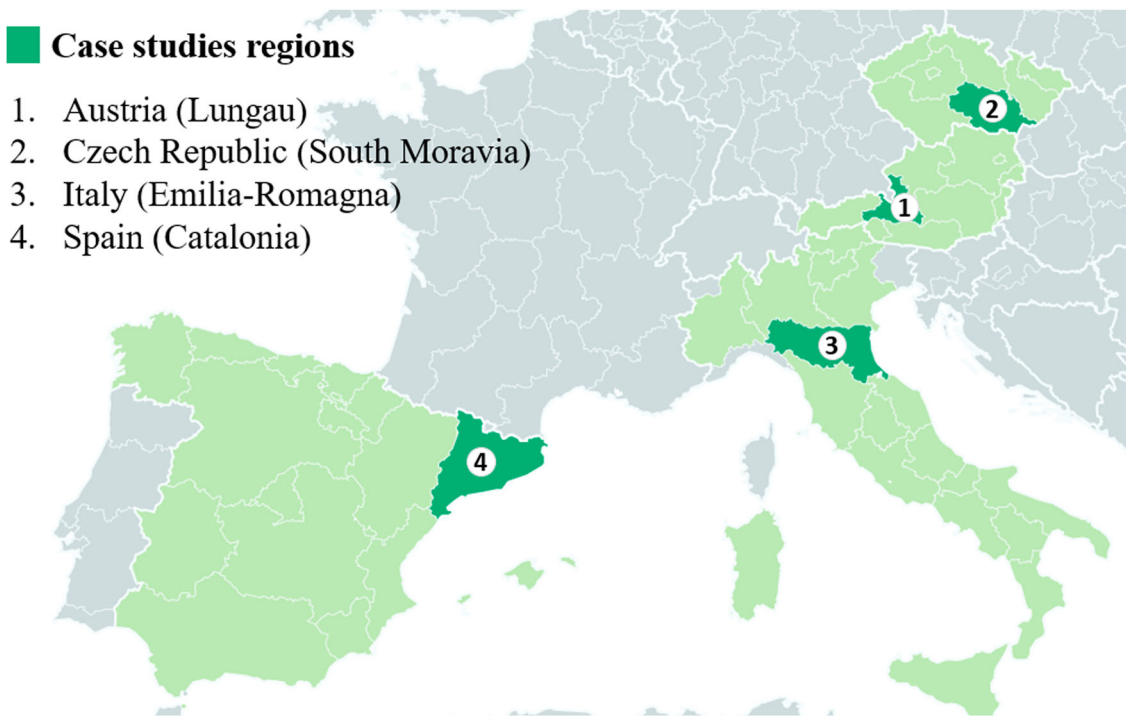 Case studies regions
1. Austria (Lungau)
2. Czech Republic (South Moravia)
3. Italy (Emilia-Romagna)
4. Spain (Catalonia)
2
1
3
4